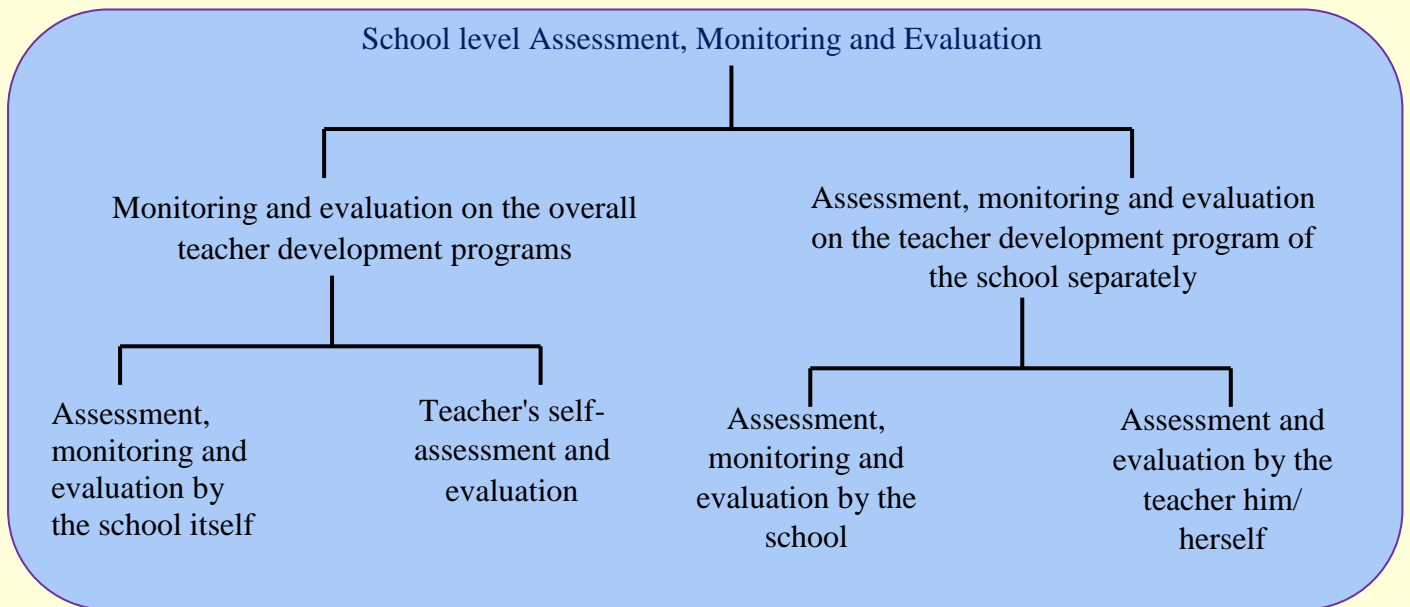 School level Assessment, Monitoring and Evaluation
Monitoring and evaluation on the overall
teacher development programs
Assessment, monitoring and evaluation
on the teacher development program of
the school separately
Assessment,
monitoring and
evaluation by
the school itself
Teacher's self-
assessment and
evaluation
Assessment,
monitoring and
evaluation by the
school
Assessment and
evaluation by the
teacher him/
herself